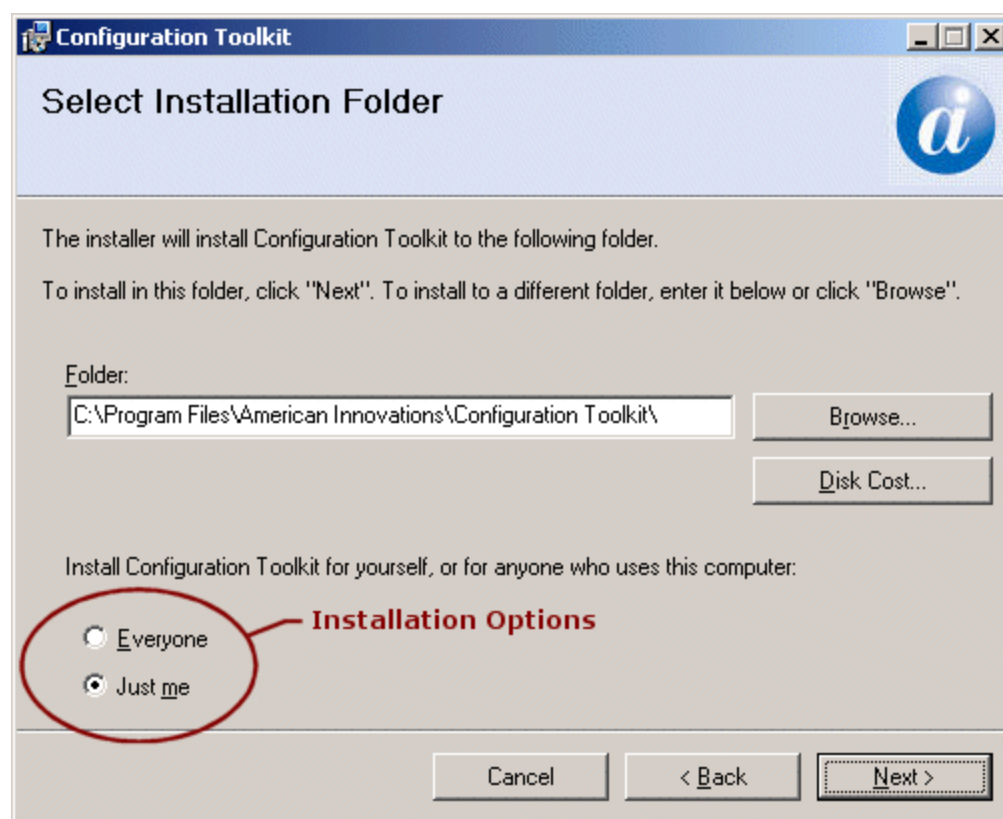 Configuration Toolkit
Select Installation Folder
a
The installer will install Configuration Toolkit to the following folder.
To install in this folder, click "Next". To install to a different folder, enter it below or click "Browse".
Folder:
C:\Program Files\American Innovations\Configuration Toolkit\
Browse...
Disk Cost...
Install Configuration Toolkit for yourself, or for anyone who uses this computer:
Installation Options
Everyone
Just me
Cancel
< Back
Next >